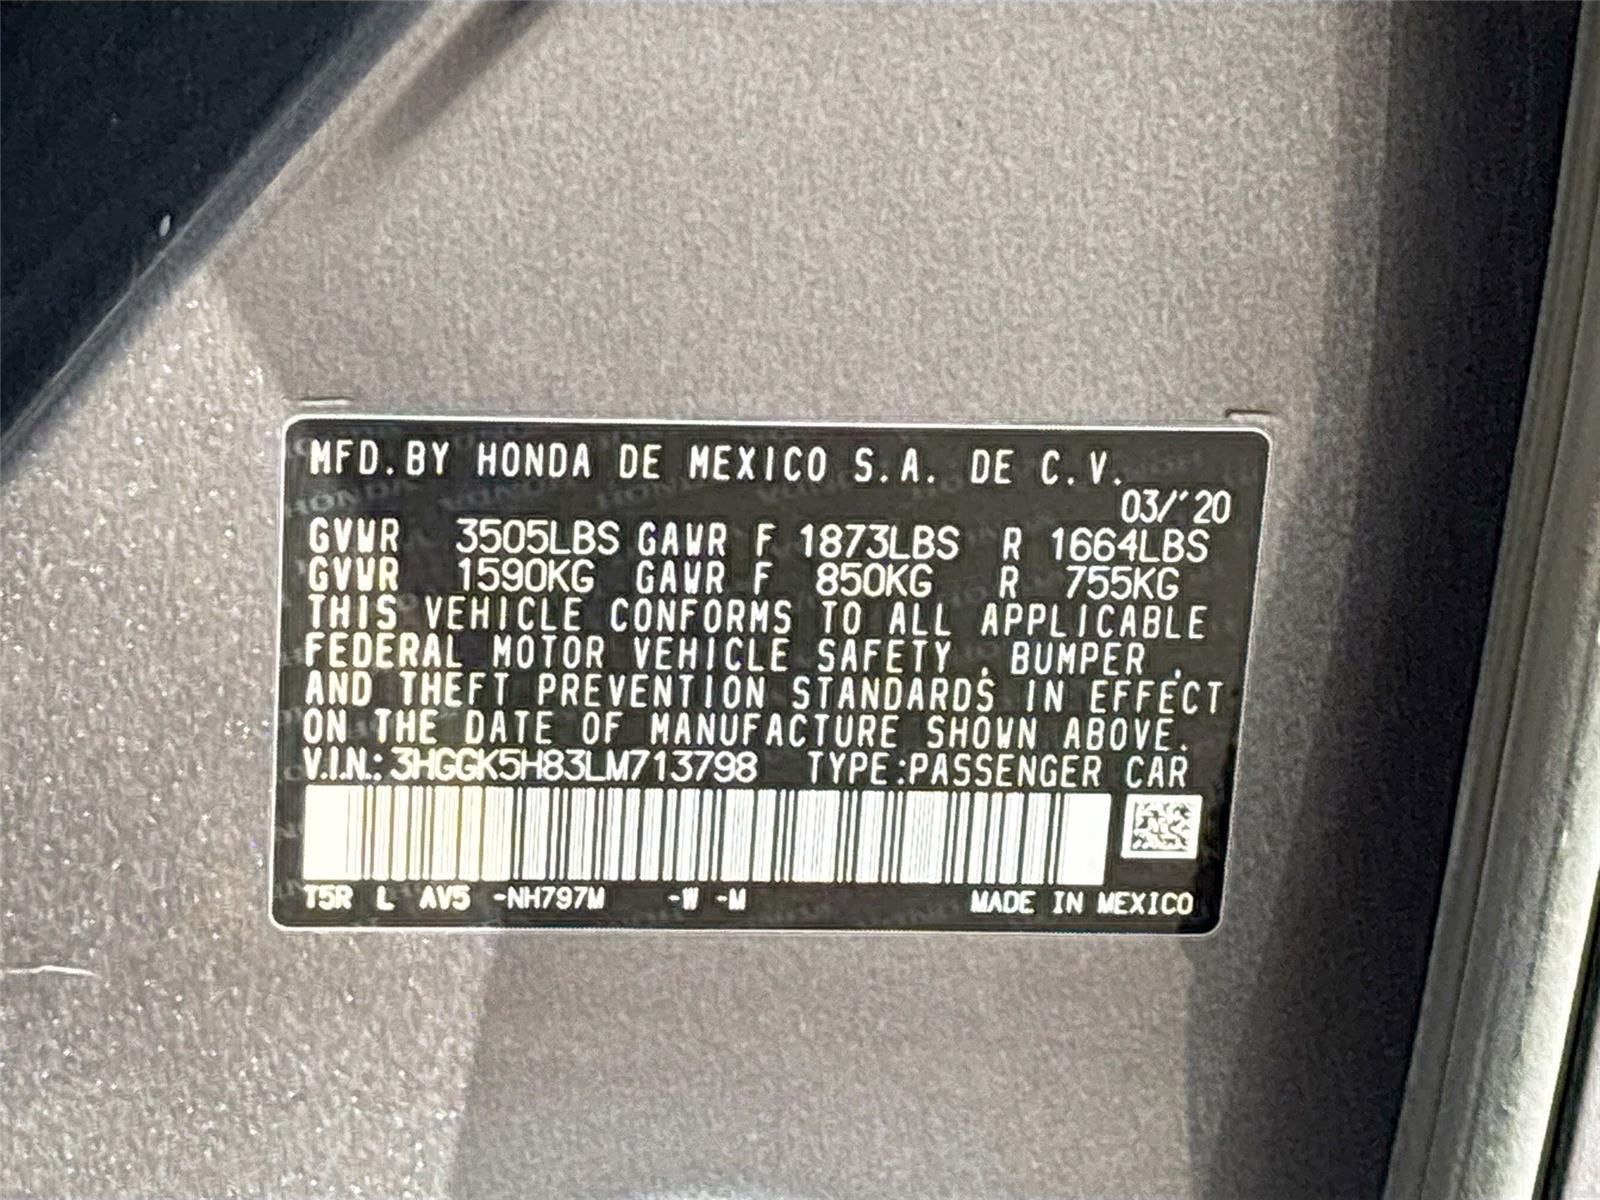 MFD.BY HONDA DE MEXICO S.A. DE C.V.
03/'20
GVWR 3505LBS GAWR F 1873LBS R 1664LBS
GVWR 1590KG GAWR F 850KG R 755KG
THIS VEHICLE CONFORMS TO ALL APPLICABLE
FEDERAL MOTOR VEHICLE SAFETY , BUMPER ,
AND THEFT PREVENTION STANDARDS IN EFFECT
ON THE DATE OF MANUFACTURE SHOWN ABOVE.
V.I.N.: 3HGGK5H83LM713798 TYPE:PASSENGER CAR
T5R L AV5 -NH797M -W -M MADE IN MEXICO